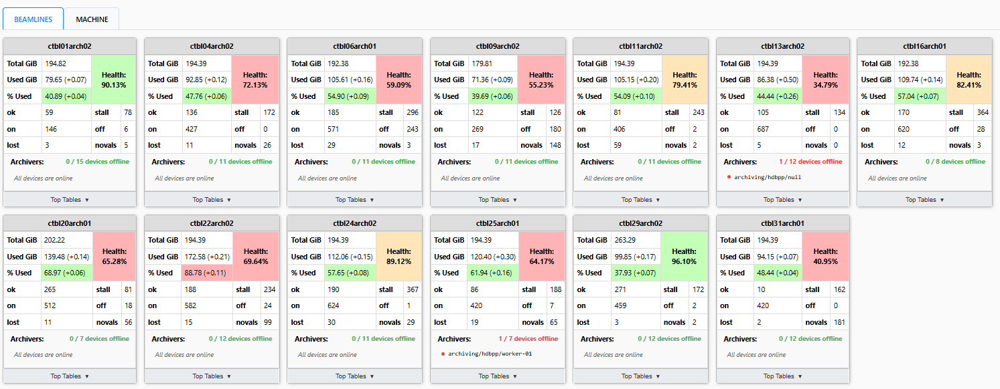 BEAMLINES MACHINE
ctbl01arch02
Total GiB 194.82
Used GiB 79.65 (+0.07)
% Used 40.89 (+0.04)
Health:
90.13%
ok 59 stall 78
on 146 off 6
lost 3 novals 5
Archivers: 0 / 15 devices offline
All devices are online
Top Tables ▼
ctbl04arch02
Total GiB 194.39
Used GiB 92.85 (+0.12)
% Used 47.76 (+0.06)
Health:
72.13%
ok 136 stall 172
on 427 off 0
lost 11 novals 26
Archivers: 0 / 11 devices offline
All devices are online
Top Tables ▼
ctbl06arch01
Total GiB 192.38
Used GiB 105.61 (+0.16)
% Used 54.90 (+0.09)
Health:
59.09%
ok 185 stall 296
on 571 off 243
lost 29 novals 3
Archivers: 0 / 11 devices offline
All devices are online
Top Tables ▼
ctbl09arch02
Total GiB 179.81
Used GiB 71.36 (+0.09)
% Used 39.69 (+0.06)
Health:
55.23%
ok 122 stall 126
on 269 off 180
lost 17 novals 148
Archivers: 0 / 11 devices offline
All devices are online
Top Tables ▼
ctbl11arch02
Total GiB 194.39
Used GiB 105.15 (+0.20)
% Used 54.09 (+0.10)
Health:
79.41%
ok 81 stall 243
on 406 off 2
lost 59 novals 2
Archivers: 0 / 11 devices offline
All devices are online
Top Tables ▼
ctbl13arch02
Total GiB 194.39
Used GiB 86.38 (+0.50)
% Used 44.44 (+0.26)
Health:
34.79%
ok 105 stall 134
on 687 off 0
lost 5 novals 0
Archivers: 1 / 12 devices offline
archiving/hdbpp/null
Top Tables ▼
ctbl16arch01
Total GiB 192.38
Used GiB 109.74 (+0.14)
% Used 57.04 (+0.07)
Health:
82.41%
ok 170 stall 364
on 620 off 28
lost 12 novals 3
Archivers: 0 / 8 devices offline
All devices are online
Top Tables ▼
ctbl20arch01
Total GiB 202.22
Used GiB 139.48 (+0.14)
% Used 68.97 (+0.06)
Health:
65.28%
ok 265 stall 81
on 512 off 18
lost 11 novals 56
Archivers: 0 / 7 devices offline
All devices are online
Top Tables ▼
ctbl22arch02
Total GiB 194.39
Used GiB 172.58 (+0.21)
% Used 88.78 (+0.11)
Health:
69.64%
ok 188 stall 234
on 582 off 24
lost 15 novals 99
Archivers: 0 / 12 devices offline
All devices are online
Top Tables ▼
ctbl24arch02
Total GiB 194.39
Used GiB 112.06 (+0.15)
% Used 57.65 (+0.08)
Health:
89.12%
ok 190 stall 367
on 624 off 1
lost 30 novals 29
Archivers: 0 / 11 devices offline
All devices are online
Top Tables ▼
ctbl25arch01
Total GiB 194.39
Used GiB 120.40 (+0.30)
% Used 61.94 (+0.16)
Health:
64.17%
ok 86 stall 188
on 420 off 7
lost 19 novals 65
Archivers: 1 / 7 devices offline
archiving/hdbpp/worker-01
Top Tables ▼
ctbl29arch02
Total GiB 263.29
Used GiB 99.85 (+0.17)
% Used 37.93 (+0.07)
Health:
96.10%
ok 271 stall 172
on 459 off 2
lost 3 novals 2
Archivers: 0 / 12 devices offline
All devices are online
Top Tables ▼
ctbl31arch01
Total GiB 194.39
Used GiB 94.15 (+0.07)
% Used 48.44 (+0.04)
Health:
40.95%
ok 10 stall 162
on 420 off 0
lost 2 novals 181
Archivers: 0 / 12 devices offline
All devices are online
Top Tables ▼